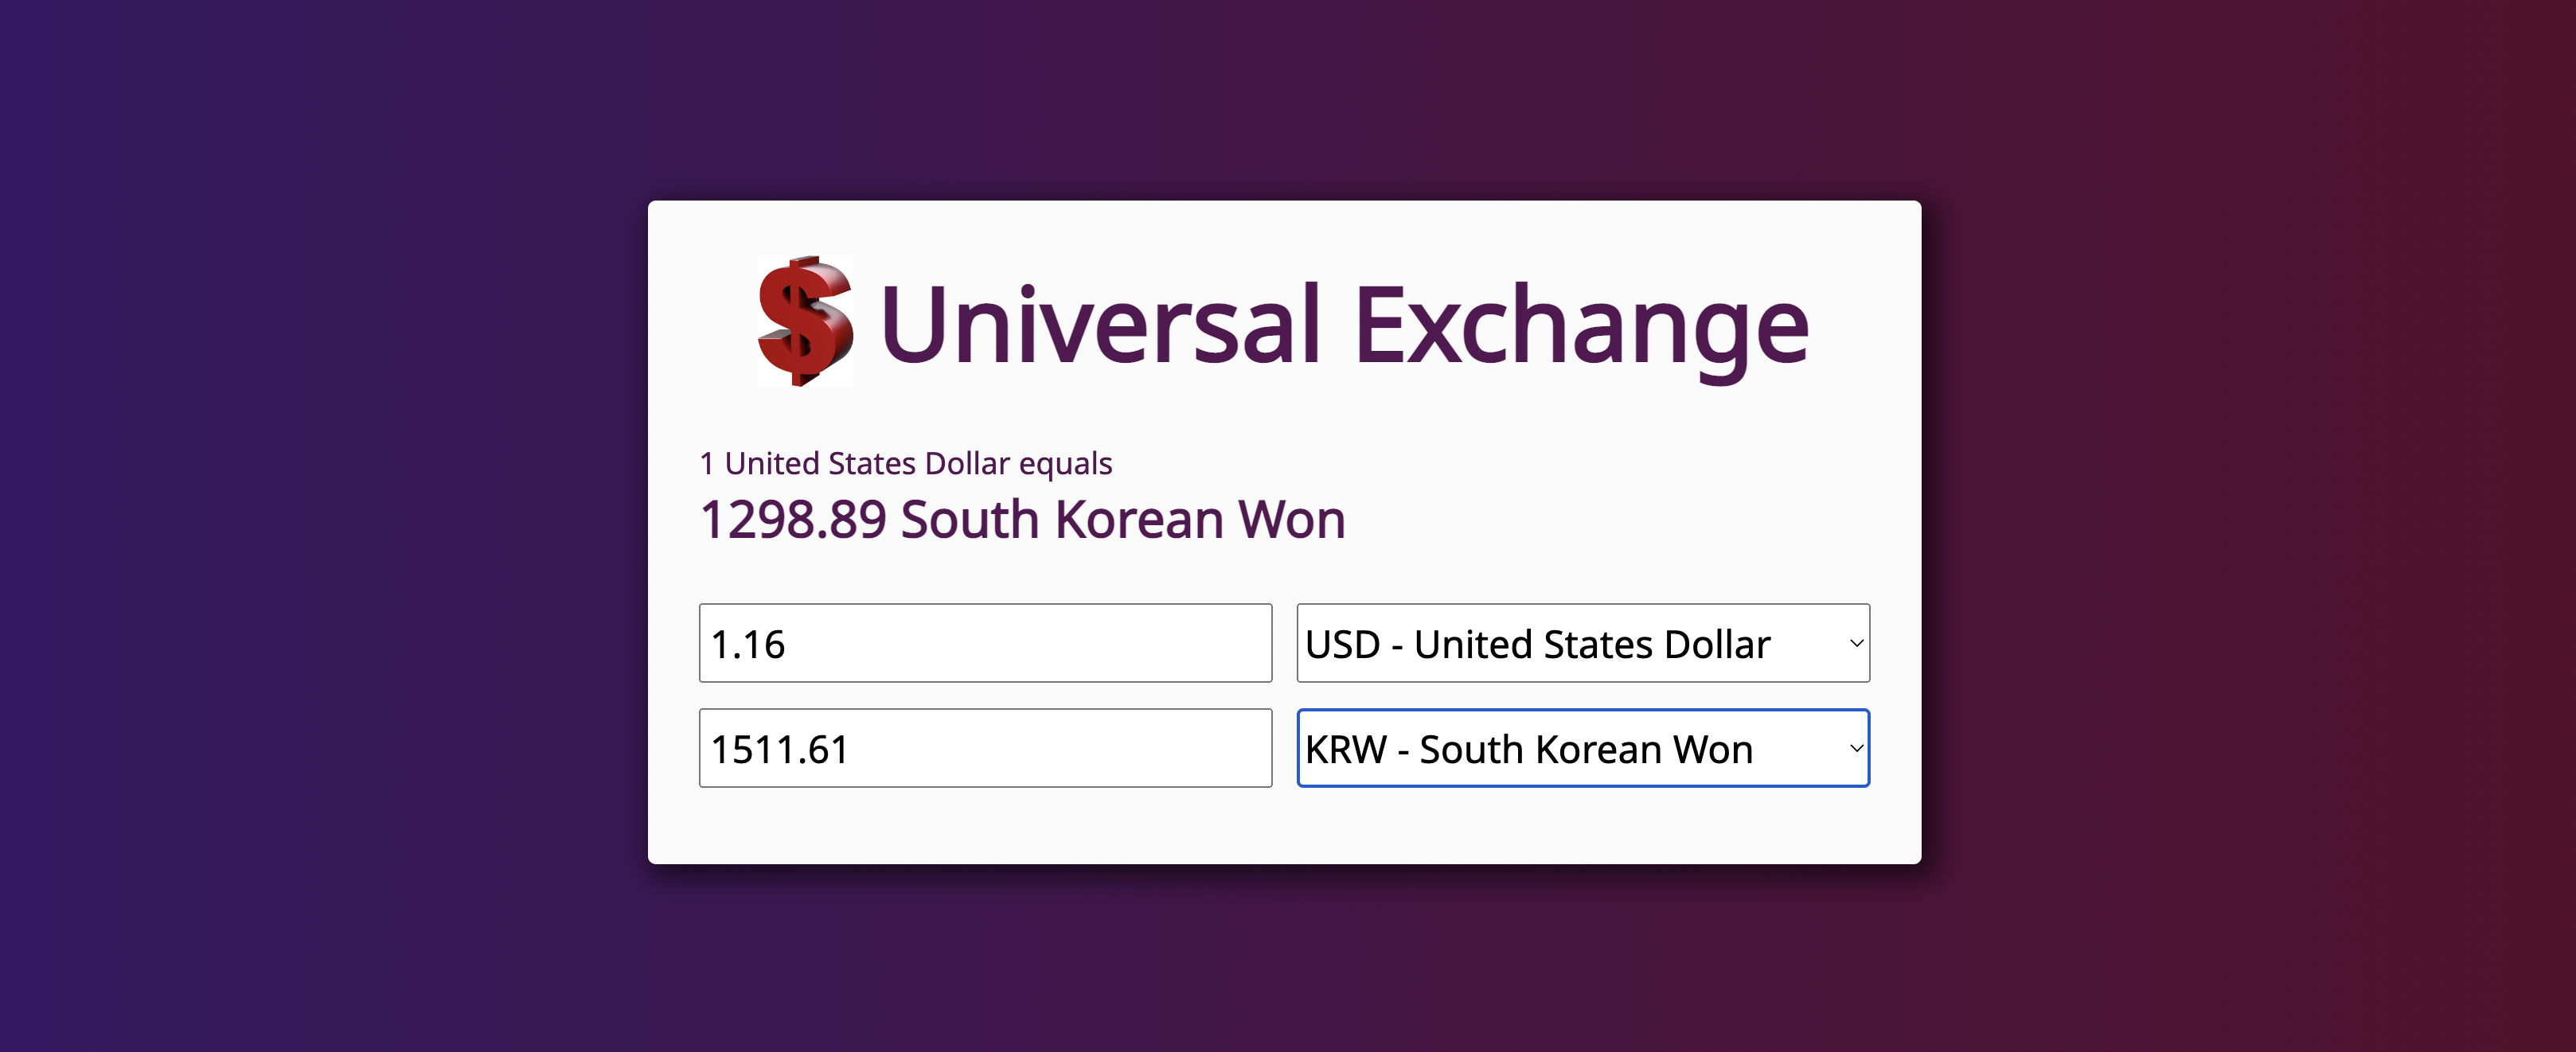 $ Universal Exchange
1 United States Dollar equals
1298.89 South Korean Won
1.16
USD - United States Dollar
1511.61
KRW - South Korean Won